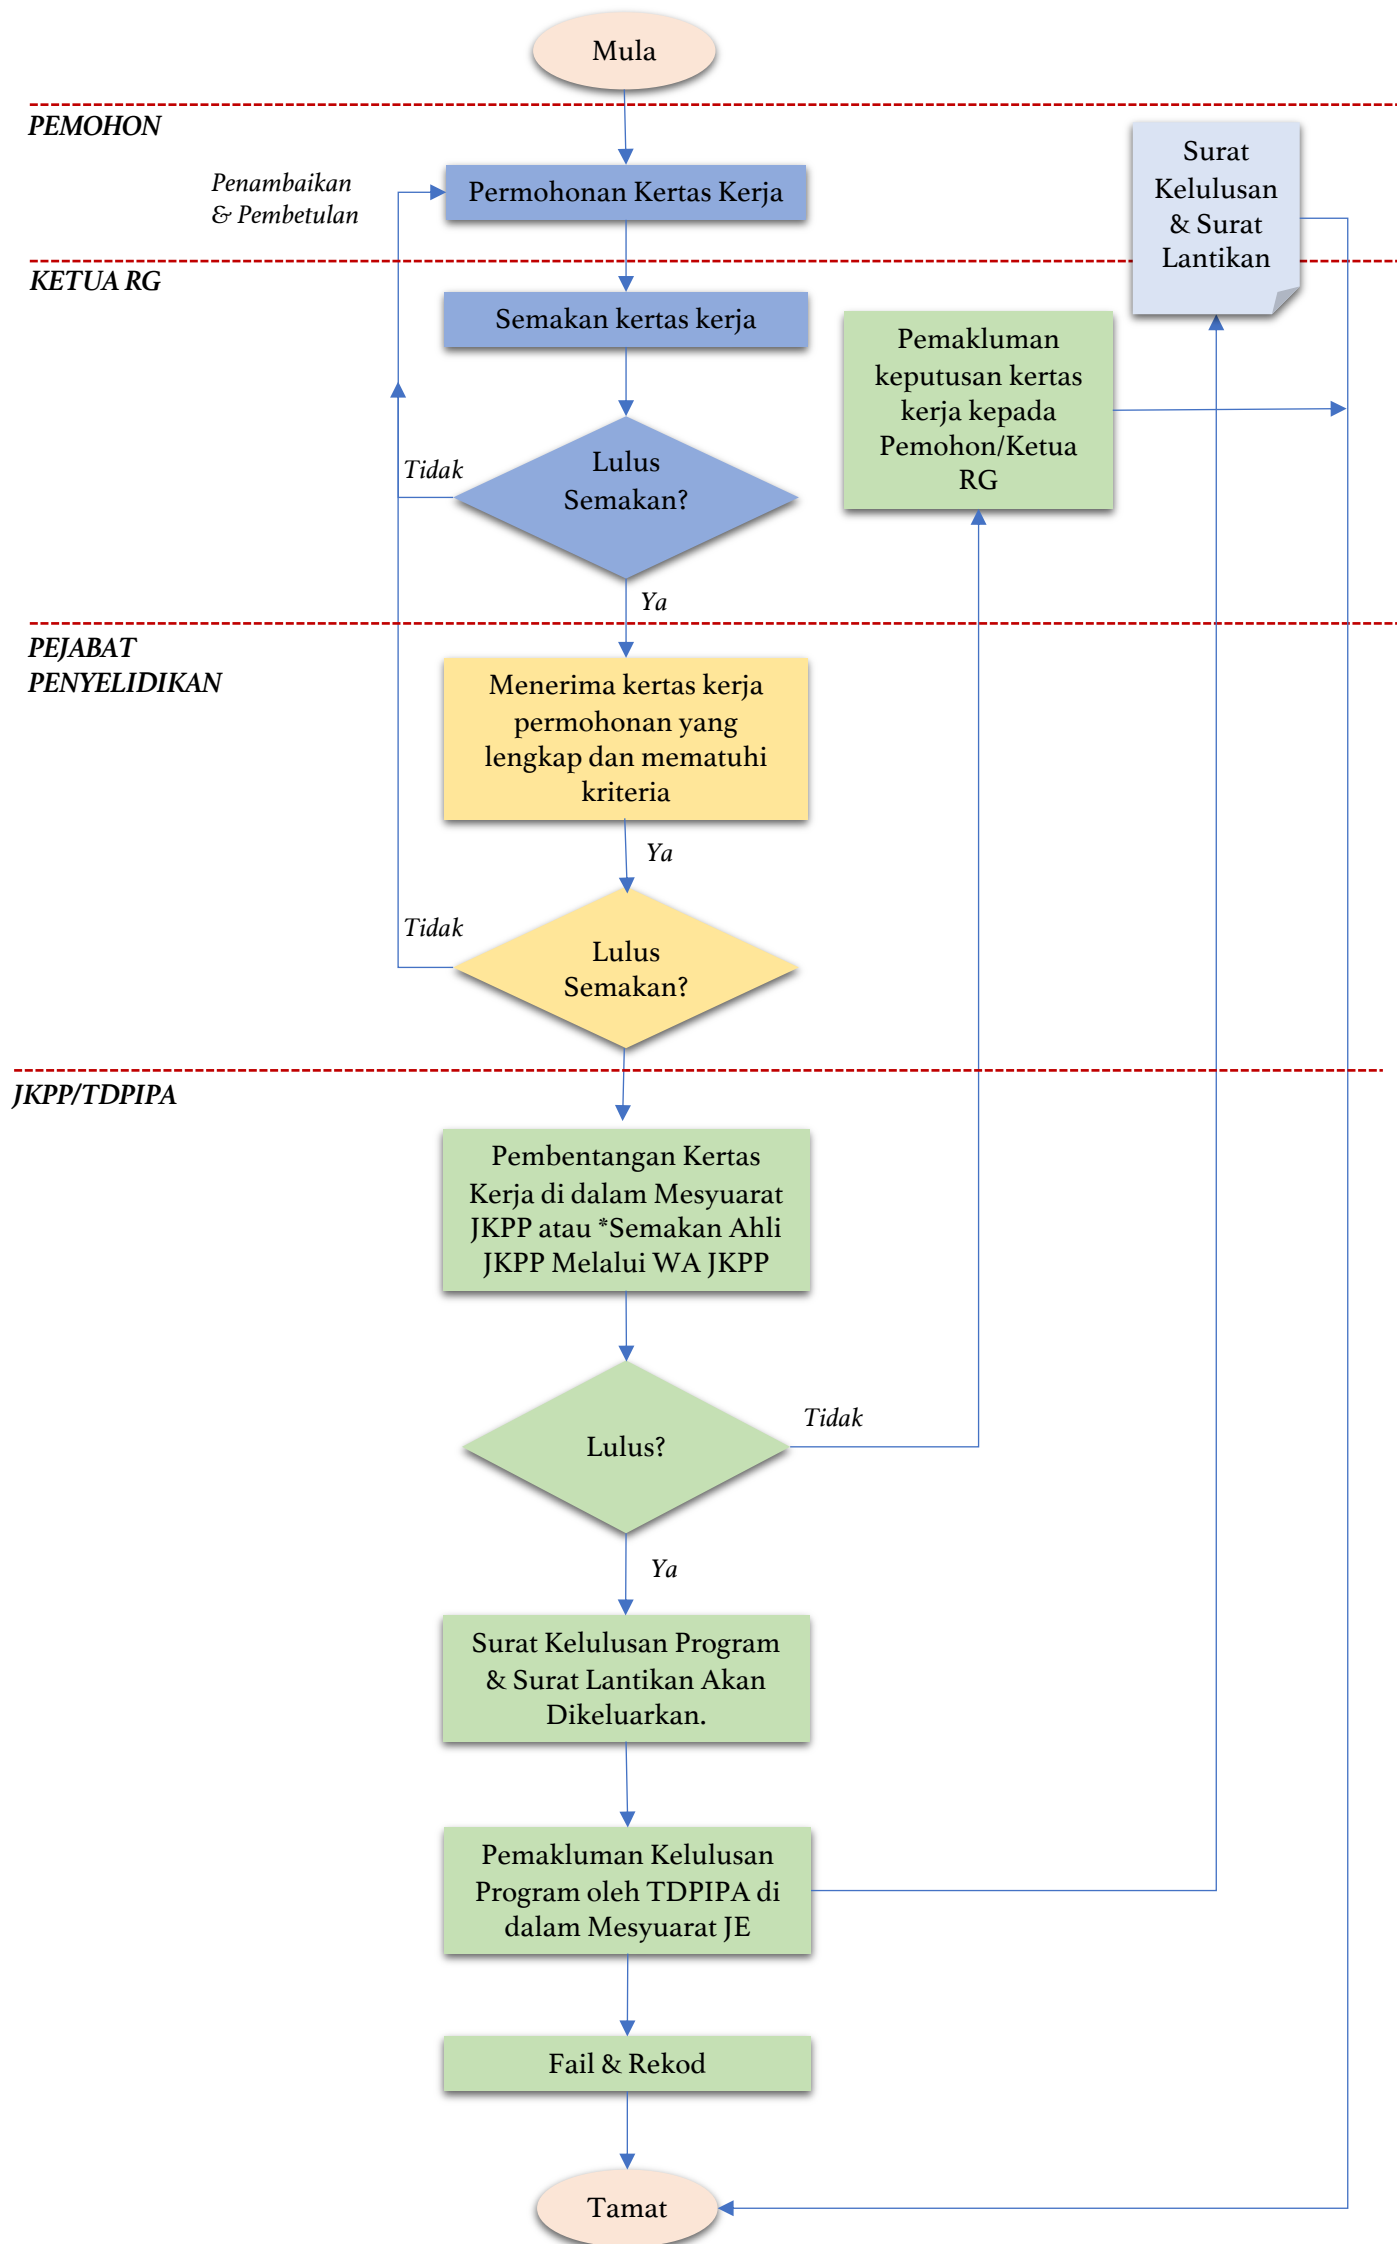 Mula
PEMOHON
Penambaikan
& Pembetulan
Permohonan Kertas Kerja
Surat
Kelulusan
& Surat
Lantikan
KETUA RG
Semakan kertas kerja
Pemakluman
keputusan kertas
kerja kepada
Pemohon/Ketua
RG
Tidak
Lulus
Semakan?
Ya
PEJABAT
PENYELIDIKAN
Menerima kertas kerja
permohonan yang
lengkap dan mematuhi
kriteria
Ya
Tidak
Lulus
Semakan?
JKPP/TDPIPA
Pembentangan Kertas
Kerja di dalam Mesyuarat
JKPP atau *Semakan Ahli
JKPP Melalui WA JKPP
Tidak
Lulus?
Ya
Surat Kelulusan Program
& Surat Lantikan Akan
Dikeluarkan.
Pemakluman Kelulusan
Program oleh TDPIPA di
dalam Mesyuarat JE
Fail & Rekod
Tamat